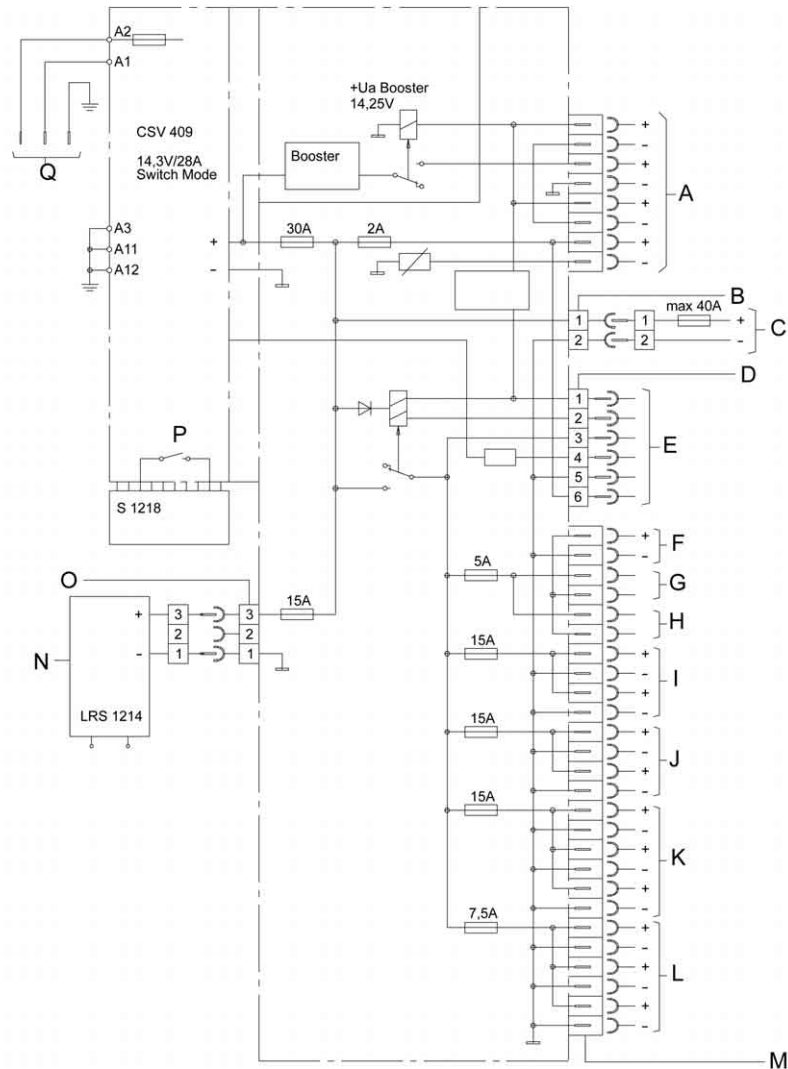 A2
A1
Q
CSV 409
14,3V/28A
Switch Mode
A3
A11
A12
+
-
+Ua Booster
14,25V
Booster
30A
2A
+
-
+
-
+
-
+
-
A
B
1
2
1
2
max 40A
+
-
C
D
1
2
3
4
5
6
E
P
S 1218
O
15A
N
+
-
3
2
1
3
2
1
LRS 1214
5A
+
-
F
G
H
15A
+
-
+
-
I
15A
+
-
+
-
J
15A
+
-
+
-
+
-
K
7,5A
+
-
+
-
+
-
L
M